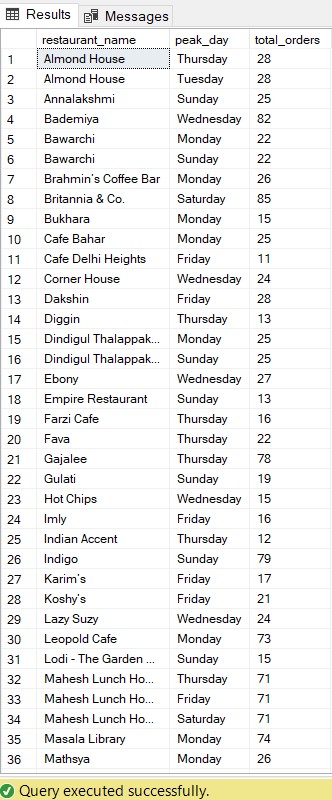 Results Messages
restaurant_name peak_day total_orders
1 Almond House Thursday 28
2 Almond House Tuesday 28
3 Annalakshmi Sunday 25
4 Bademiya Wednesday 82
5 Bawarchi Monday 22
6 Bawarchi Sunday 22
7 Brahmin's Coffee Bar Monday 26
8 Britannia & Co. Saturday 85
9 Bukhara Monday 15
10 Cafe Bahar Monday 25
11 Cafe Delhi Heights Friday 11
12 Corner House Wednesday 24
13 Dakshin Friday 28
14 Diggin Thursday 13
15 Dindigul Thalappak... Monday 25
16 Dindigul Thalappak... Sunday 25
17 Ebony Wednesday 27
18 Empire Restaurant Sunday 13
19 Farzi Cafe Thursday 16
20 Fava Thursday 22
21 Gajalee Thursday 78
22 Gulati Sunday 19
23 Hot Chips Wednesday 15
24 Imly Friday 16
25 Indian Accent Thursday 12
26 Indigo Sunday 79
27 Karim's Friday 17
28 Koshy's Friday 21
29 Lazy Suzy Wednesday 24
30 Leopold Cafe Monday 73
31 Lodi - The Garden ... Sunday 15
32 Mahesh Lunch Ho... Thursday 71
33 Mahesh Lunch Ho... Friday 71
34 Mahesh Lunch Ho... Saturday 71
35 Masala Library Monday 74
36 Mathsya Monday 26
Query executed successfully.